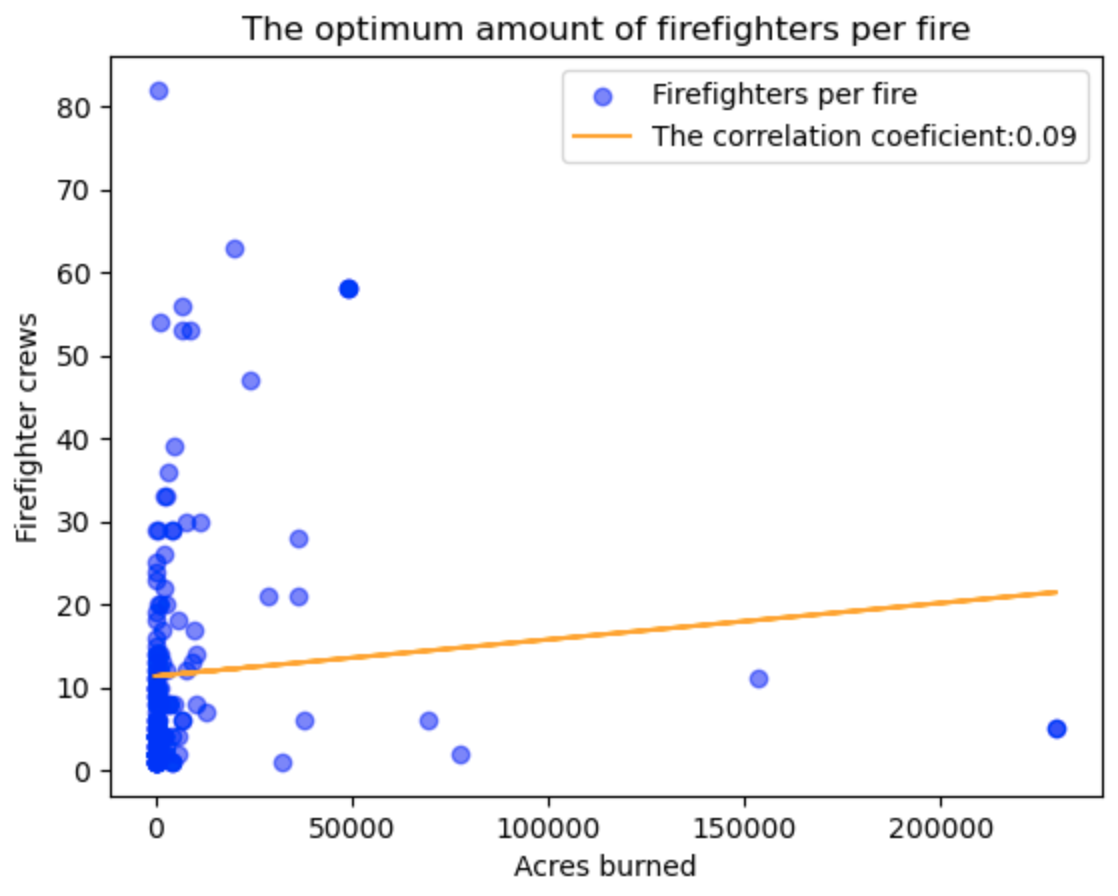 The optimum amount of firefighters per fire
Firefighters per fire
The correlation coeficient:0.09
80
70
60
50
40
30
20
10
0
Firefighter crews
0 50000 100000 150000 200000
Acres burned